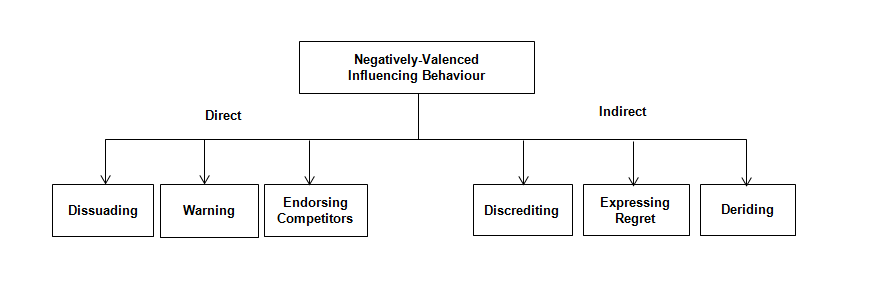 Negatively-Valenced
Influencing Behaviour
Direct
Indirect
Dissuading
Warning
Endorsing
Competitors
Discrediting
Expressing
Regret
Deriding